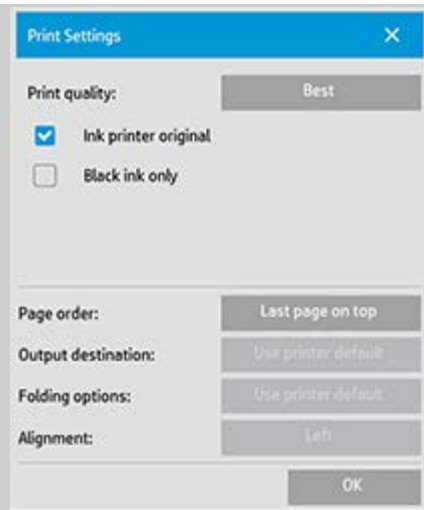 Print Settings
Print quality: Best
Ink printer original
Black ink only
Page order: Last page on top
Output destination: Use printer default
Folding options: Use printer default
Alignment: Left
OK